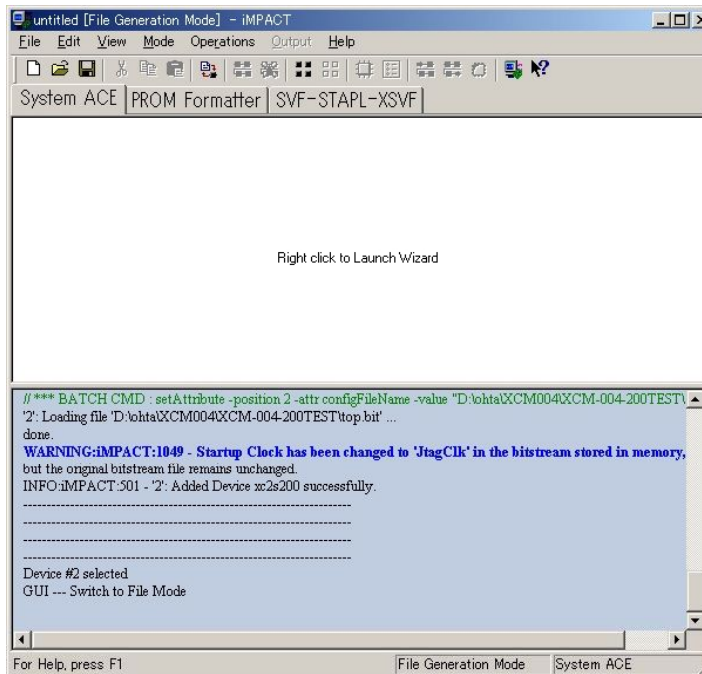 untitled [File Generation Mode] - iMPACT
File Edit View Mode Operations Output Help
System ACE PROM Formatter SVF-STAPL-XSVF
Right click to Launch Wizard
// *** BATCH CMD : setAttribute -position 2 -attr configFileName -value "D:\ohta\XCM004\XCM-004-200TEST\
'2': Loading file 'D:\ohta\XCM004\XCM-004-200TEST\top.bit' ...
done.
WARNING:iMPACT:1049 - Startup Clock has been changed to 'JtagClk' in the bitstream stored in memory,
but the original bitstream file remains unchanged.
INFO:iMPACT:501 - '2': Added Device xc2s200 successfully.
----------------------------------------------------------------------
----------------------------------------------------------------------
----------------------------------------------------------------------
----------------------------------------------------------------------
Device #2 selected
GUI --- Switch to File Mode
For Help, press F1 File Generation Mode System ACE